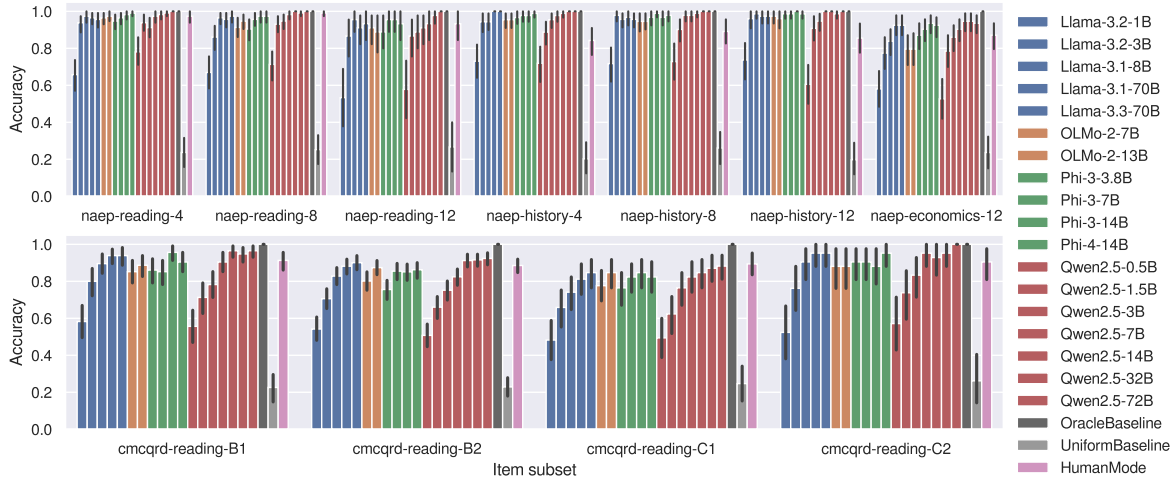 Accuracy
1.0
0.8
0.6
0.4
0.2
0.0
naep-reading-4 naep-reading-8 naep-reading-12 naep-history-4 naep-history-8 naep-history-12 naep-economics-12
Accuracy
1.0
0.8
0.6
0.4
0.2
0.0
cmcqrd-reading-B1 cmcqrd-reading-B2 cmcqrd-reading-C1 cmcqrd-reading-C2
Item subset
Llama-3.2-1B
Llama-3.2-3B
Llama-3.1-8B
Llama-3.1-70B
Llama-3.3-70B
OLMo-2-7B
OLMo-2-13B
Phi-3-3.8B
Phi-3-7B
Phi-3-14B
Phi-4-14B
Qwen2.5-0.5B
Qwen2.5-1.5B
Qwen2.5-3B
Qwen2.5-7B
Qwen2.5-14B
Qwen2.5-32B
Qwen2.5-72B
OracleBaseline
UniformBaseline
HumanMode